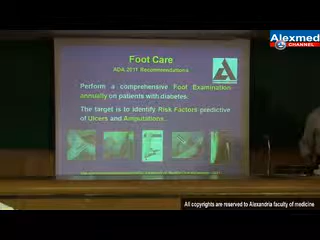 Alexmed
CHANNEL
Foot Care
ADA 2011 Recommendations
Perform a comprehensive Foot Examination
annually on patients with diabetes.
The target is to identify Risk Factors predictive
of Ulcers and Amputations.
All copyrights are reserved to Alexandria faculty of medicine